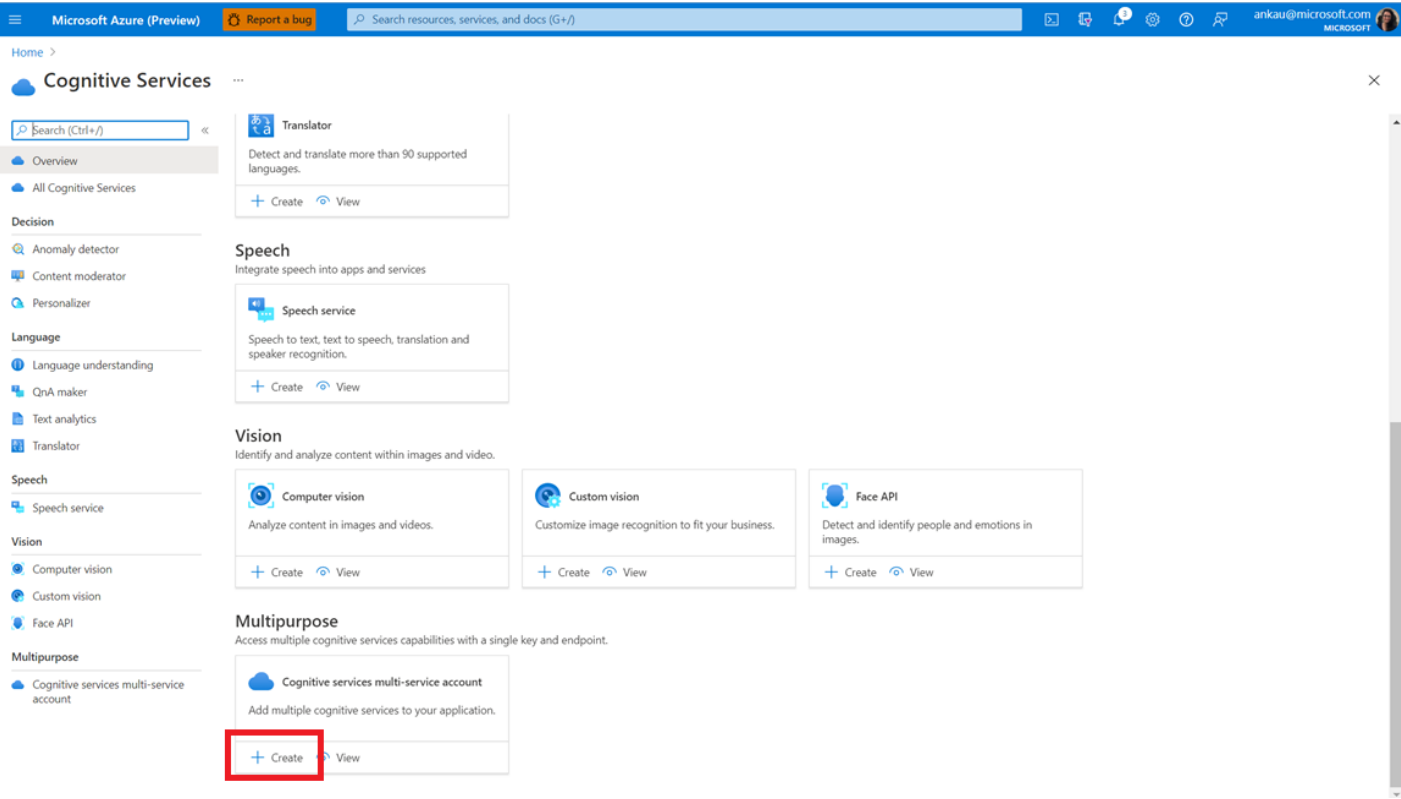 Microsoft Azure (Preview)
Report a bug
Search resources, services, and docs (G+/)
3
ankau@microsoft.com
MICROSOFT
Home >
Cognitive Services ...
Search (Ctrl+/)
«
Overview
All Cognitive Services
Decision
Anomaly detector
Content moderator
Personalizer
Language
Language understanding
QnA maker
Text analytics
Translator
Speech
Speech service
Vision
Computer vision
Custom vision
Face API
Multipurpose
Cognitive services multi-service
account
Translator
Detect and translate more than 90 supported
languages.
+ Create View
Speech
Integrate speech into apps and services
Speech service
Speech to text, text to speech, translation and
speaker recognition.
+ Create View
Vision
Identify and analyze content within images and video.
Computer vision
Analyze content in images and videos.
+ Create View
Custom vision
Customize image recognition to fit your business.
+ Create View
Face API
Detect and identify people and emotions in
images.
+ Create View
Multipurpose
Access multiple cognitive services capabilities with a single key and endpoint.
Cognitive services multi-service account
Add multiple cognitive services to your application.
+ Create View